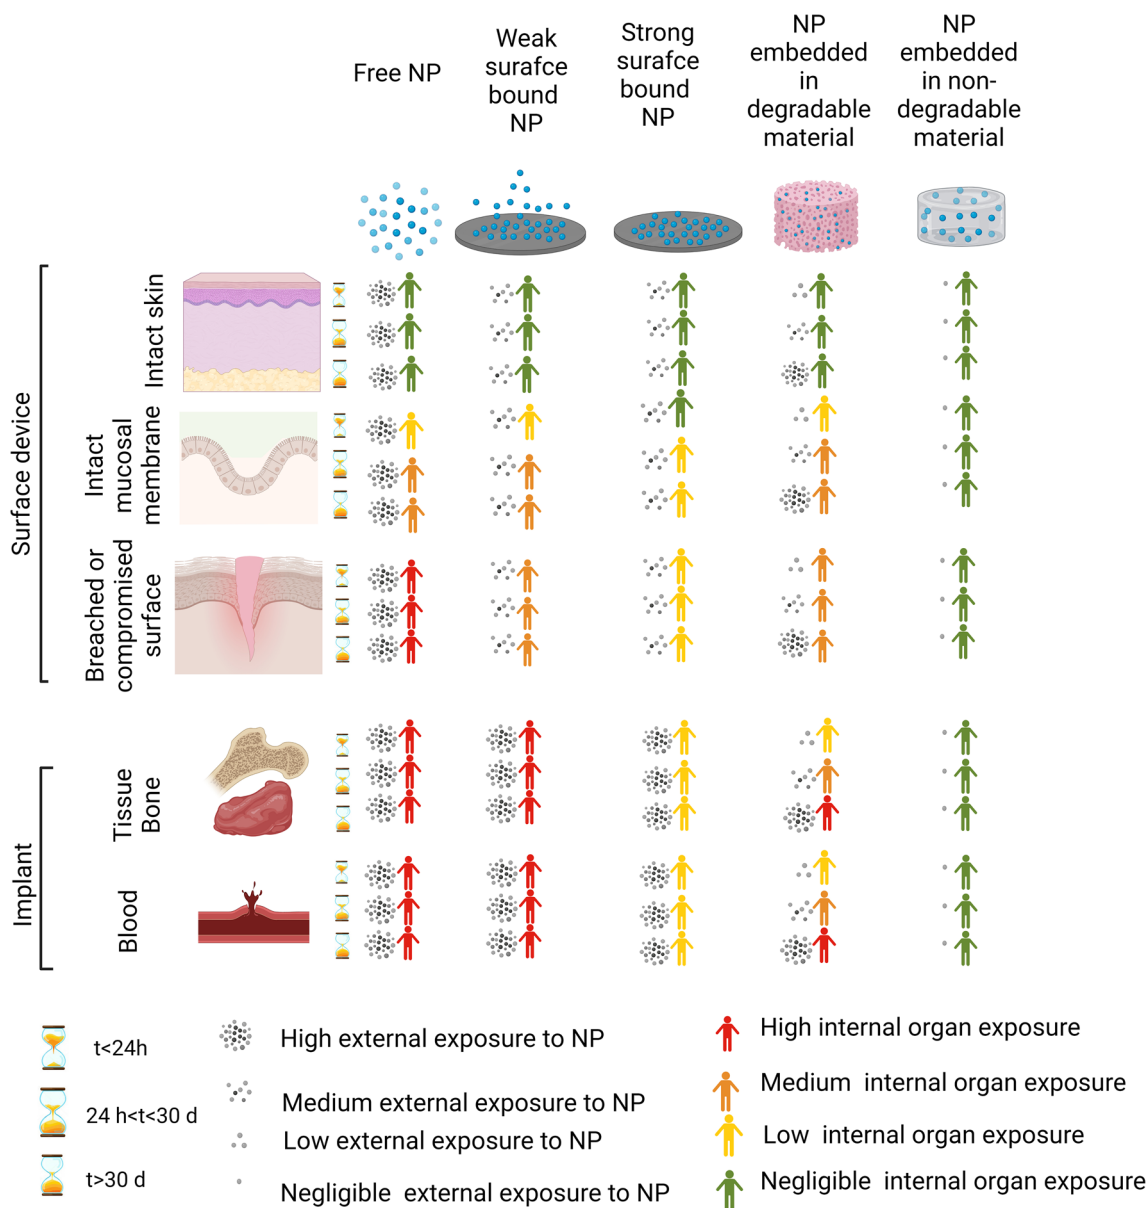 Free NP
Weak
surafce
bound
NP
Strong
surafce
bound
NP
NP
embedded
in
degradable
material
NP
embedded
in non-
degradable
material
Surface device
Intact skin
Intact
mucosal
membrane
Breached or
compromised
surface
Implant
Tissue
Bone
Blood
t<24h
24 h<t<30 d
t>30 d
High external exposure to NP
Medium external exposure to NP
Low external exposure to NP
Negligible external exposure to NP
High internal organ exposure
Medium internal organ exposure
Low internal organ exposure
Negligible internal organ exposure